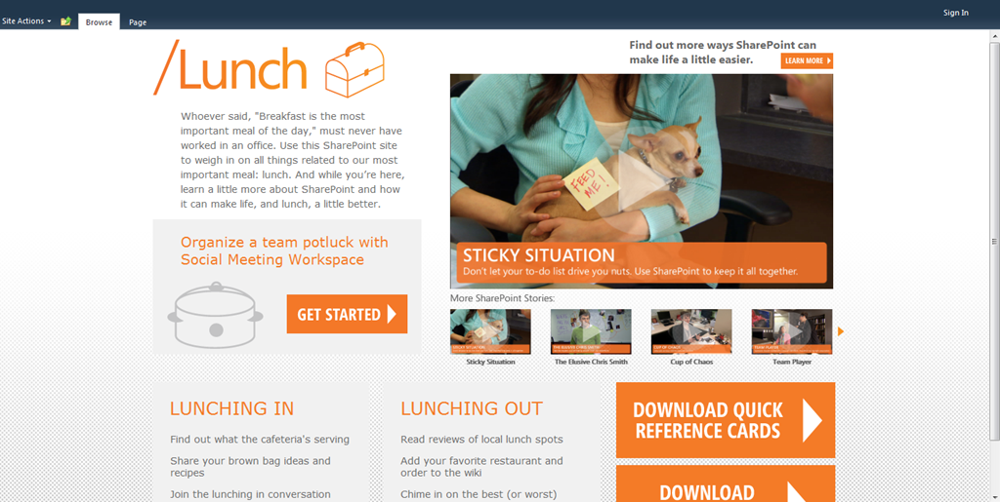 Sign In
Site Actions
Browse
Page
/Lunch
Whoever said, "Breakfast is the most
important meal of the day," must never have
worked in an office. Use this SharePoint site
to weigh in on all things related to our most
important meal: lunch. And while you're here,
learn a little more about SharePoint and how
it can make life, and lunch, a little better.
Find out more ways SharePoint can
make life a little easier.
LEARN MORE
FEED
ME!
STICKY SITUATION
Don't let your to-do list drive you nuts. Use SharePoint to keep it all together.
Organize a team potluck with
Social Meeting Workspace
GET STARTED
More SharePoint Stories:
STICKY SITUATION
THE ELUSIVE CHRIS SMITH
CUP OF CHAOS
TEAM PLAYER
Sticky Situation
The Elusive Chris Smith
Cup of Chaos
Team Player
LUNCHING IN
Find out what the cafeteria's serving
Share your brown bag ideas and
recipes
Join the lunching in conversation
LUNCHING OUT
Read reviews of local lunch spots
Add your favorite restaurant and
order to the wiki
Chime in on the best (or worst)
DOWNLOAD QUICK
REFERENCE CARDS
DOWNLOAD